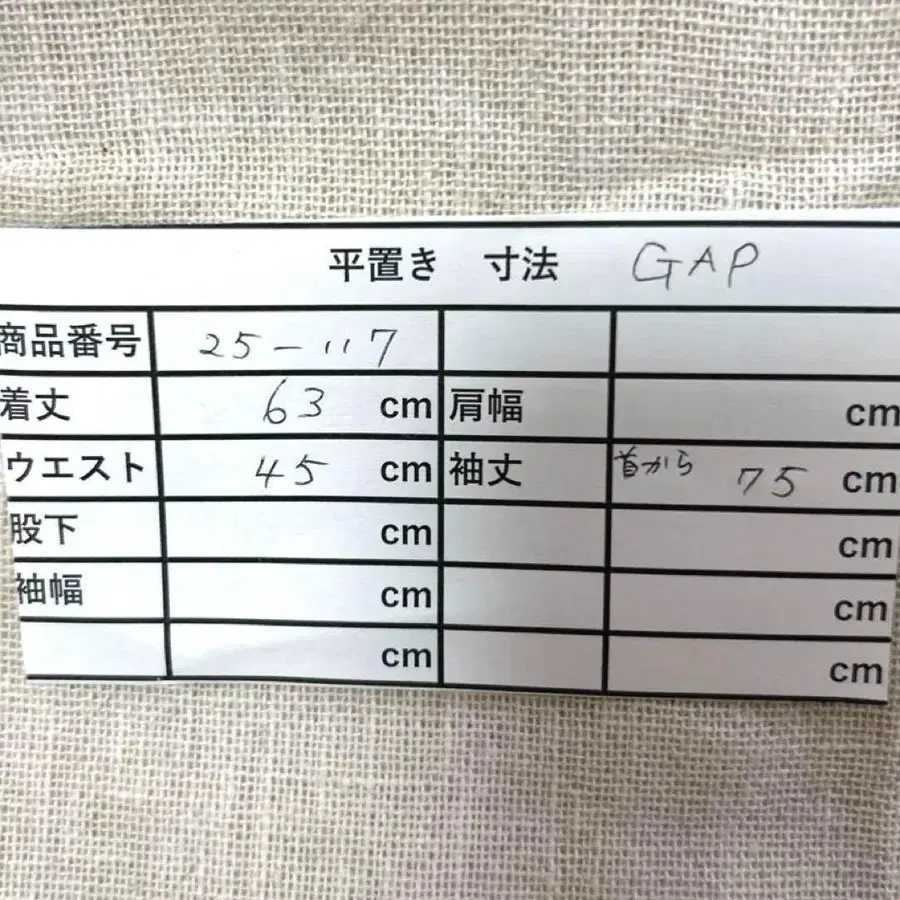 平置き 寸法 GAP
商品番号 25-117
着丈 63 cm 肩幅 cm
ウエスト 45 cm 袖丈 首から 75 cm
股下 cm cm
袖幅 cm cm
cm cm